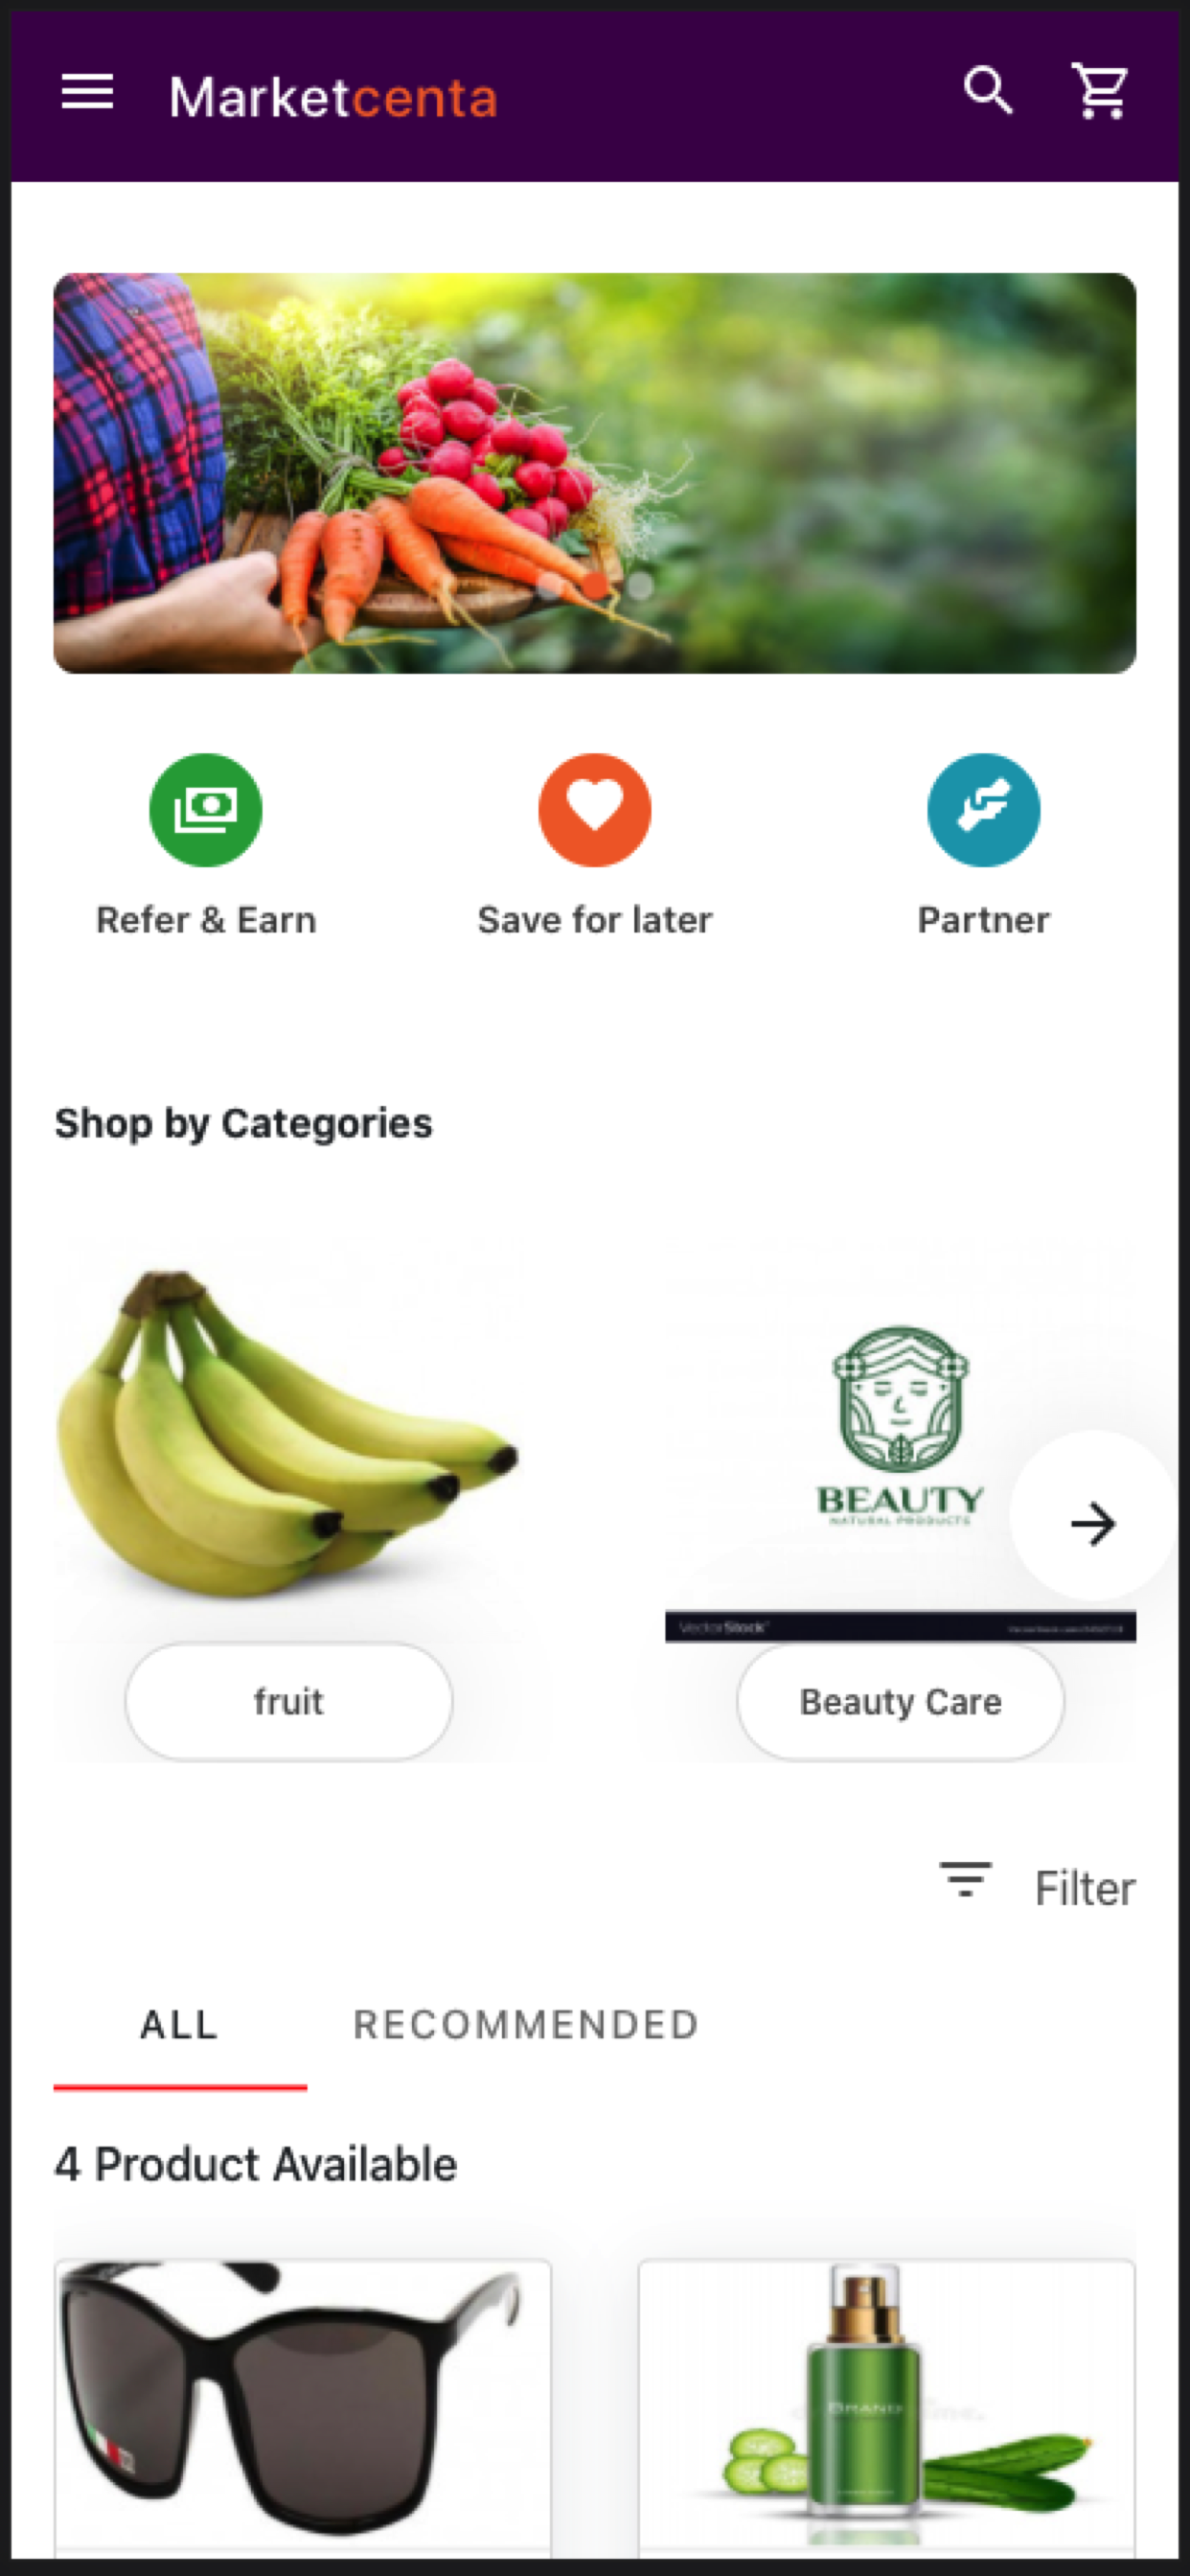 Marketcenta
Refer & Earn
Save for later
Partner
Shop by Categories
BEAUTY
NATURAL PRODUCTS
VectorStock
fruit
Beauty Care
Filter
ALL
RECOMMENDED
4 Product Available
BRAND